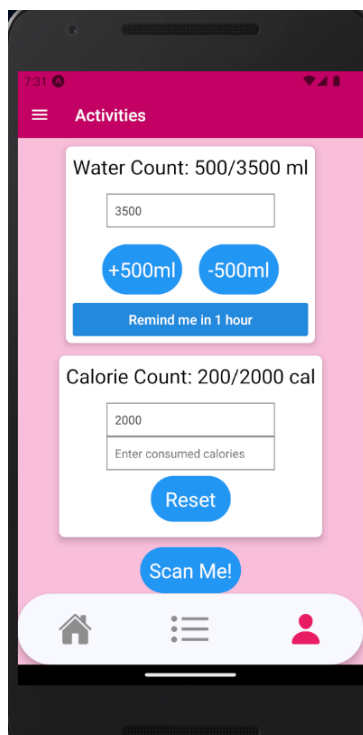 7:31
Activities
Water Count: 500/3500 ml
3500
+500ml
-500ml
Remind me in 1 hour
Calorie Count: 200/2000 cal
2000
Enter consumed calories
Reset
Scan Me!